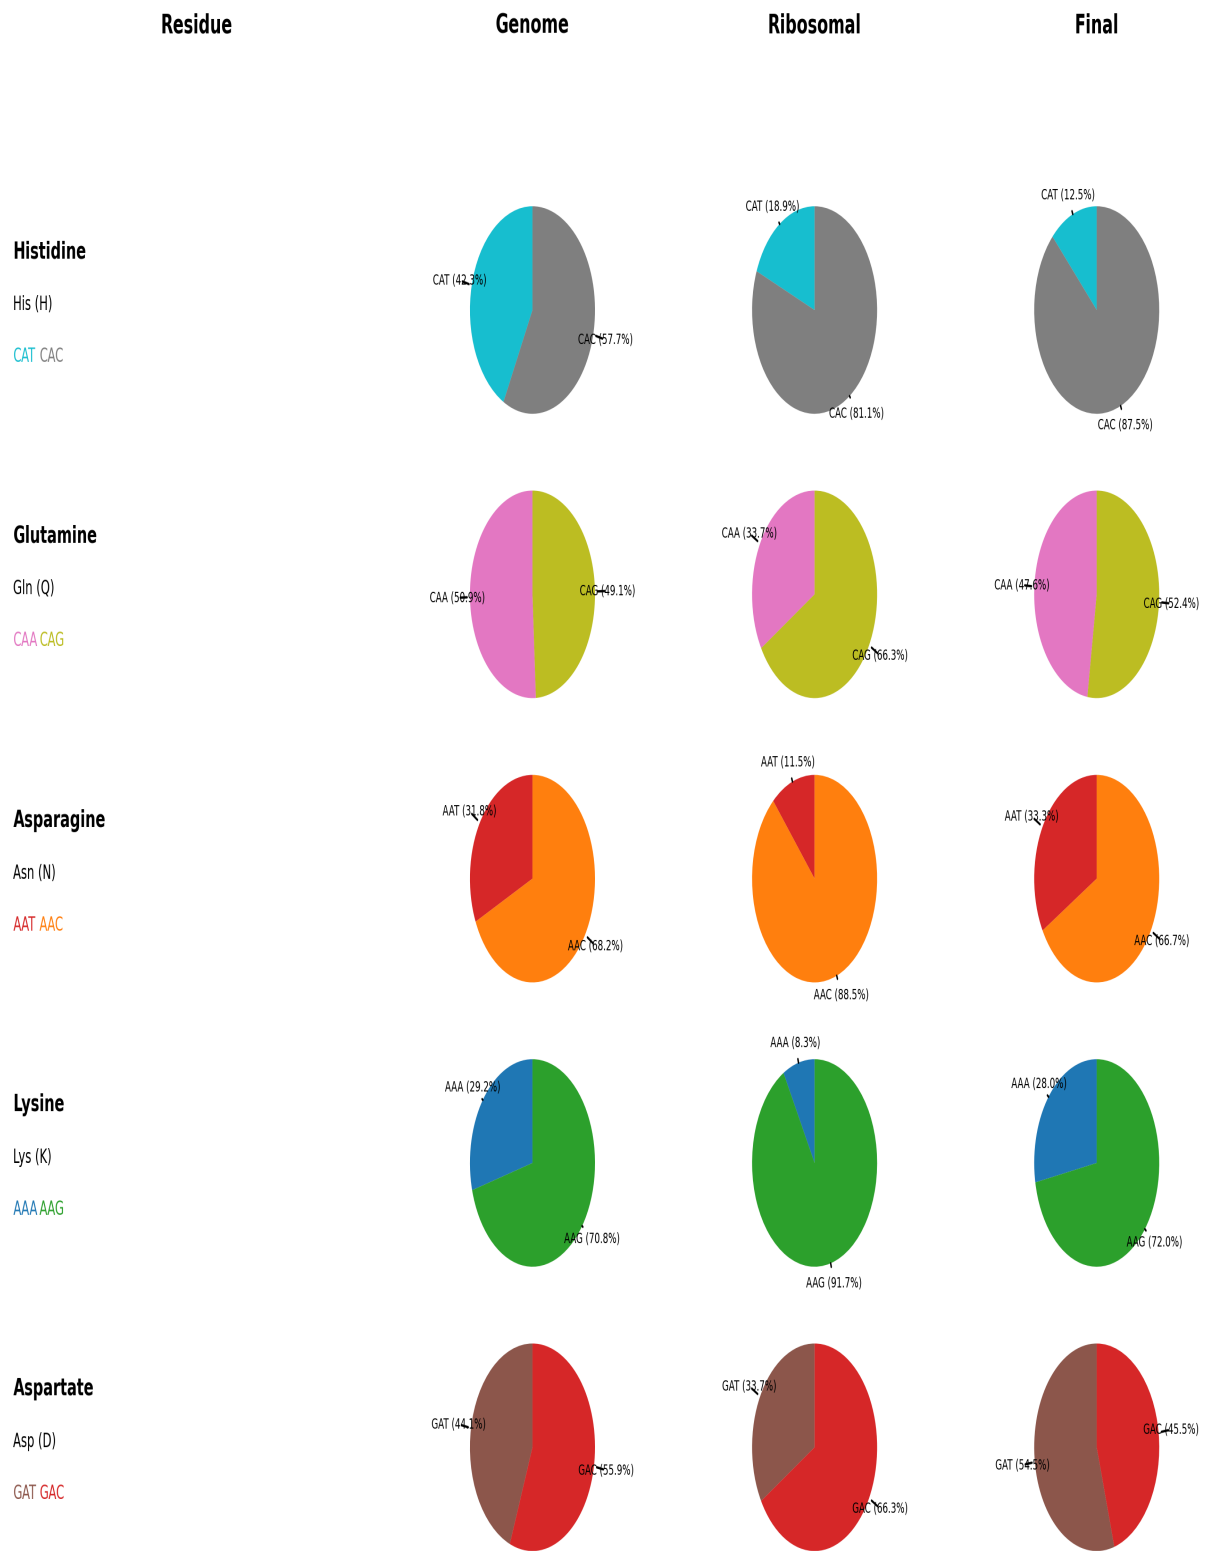 Residue Genome Ribosomal Final
Histidine
His (H)
CAT CAC
CAT (42.3%)
CAC (57.7%)
CAT (18.9%)
CAC (81.1%)
CAT (12.5%)
CAC (87.5%)
Glutamine
Gln (Q)
CAA CAG
CAA (50.9%)
CAG (49.1%)
CAA (33.7%)
CAG (66.3%)
CAA (47.6%)
CAG (52.4%)
Asparagine
Asn (N)
AAT AAC
AAT (31.8%)
AAC (68.2%)
AAT (11.5%)
AAC (88.5%)
AAT (33.3%)
AAC (66.7%)
Lysine
Lys (K)
AAA AAG
AAA (29.2%)
AAG (70.8%)
AAA (8.3%)
AAG (91.7%)
AAA (28.0%)
AAG (72.0%)
Aspartate
Asp (D)
GAT GAC
GAT (44.1%)
GAC (55.9%)
GAT (33.7%)
GAC (66.3%)
GAT (54.5%)
GAC (45.5%)